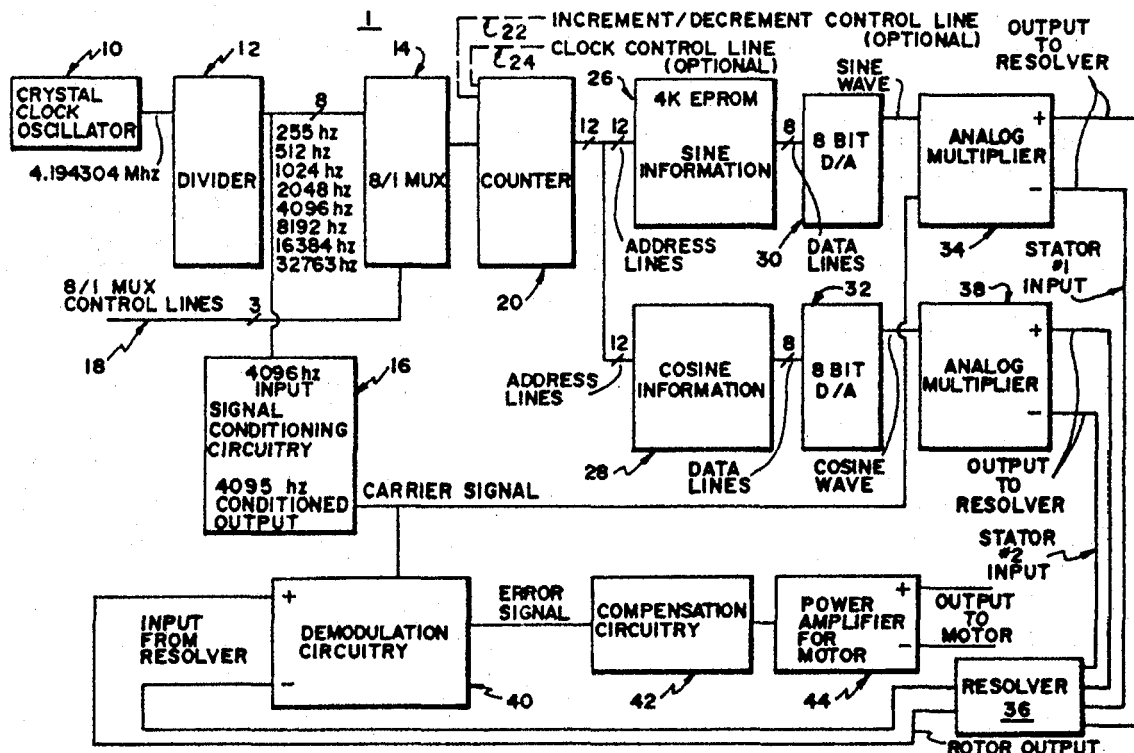 1
22
INCREMENT/DECREMENT CONTROL LINE
(OPTIONAL)
24
CLOCK CONTROL LINE
(OPTIONAL)
OUTPUT
TO
RESOLVER
10
12
14
26
SINE
WAVE
CRYSTAL
CLOCK
OSCILLATOR
4.194304 Mhz
DIVIDER
8
255 hz
512 hz
1024 hz
2048 hz
4096 hz
8192 hz
16384 hz
32763 hz
8/1 MUX
COUNTER
20
12
12
4K EPROM
SINE
INFORMATION
8
8 BIT
D/A
ANALOG
MULTIPLIER
+
−
ADDRESS
LINES
30
DATA
LINES
34
STATOR
#1
INPUT
8/1 MUX
CONTROL LINES
3
18
12
ADDRESS
LINES
COSINE
INFORMATION
28
8
DATA
LINES
32
8 BIT
D/A
COSINE
WAVE
38
ANALOG
MULTIPLIER
+
−
OUTPUT
TO
RESOLVER
STATOR
#2
INPUT
16
4096 hz
INPUT
SIGNAL
CONDITIONING
CIRCUITRY
4095 hz
CONDITIONED
OUTPUT
CARRIER SIGNAL
INPUT
FROM
RESOLVER
+
−
DEMODULATION
CIRCUITRY
40
ERROR
SIGNAL
COMPENSATION
CIRCUITRY
42
POWER
AMPLIFIER
FOR
MOTOR
+
−
44
OUTPUT
TO
MOTOR
RESOLVER
36
ROTOR OUTPUT